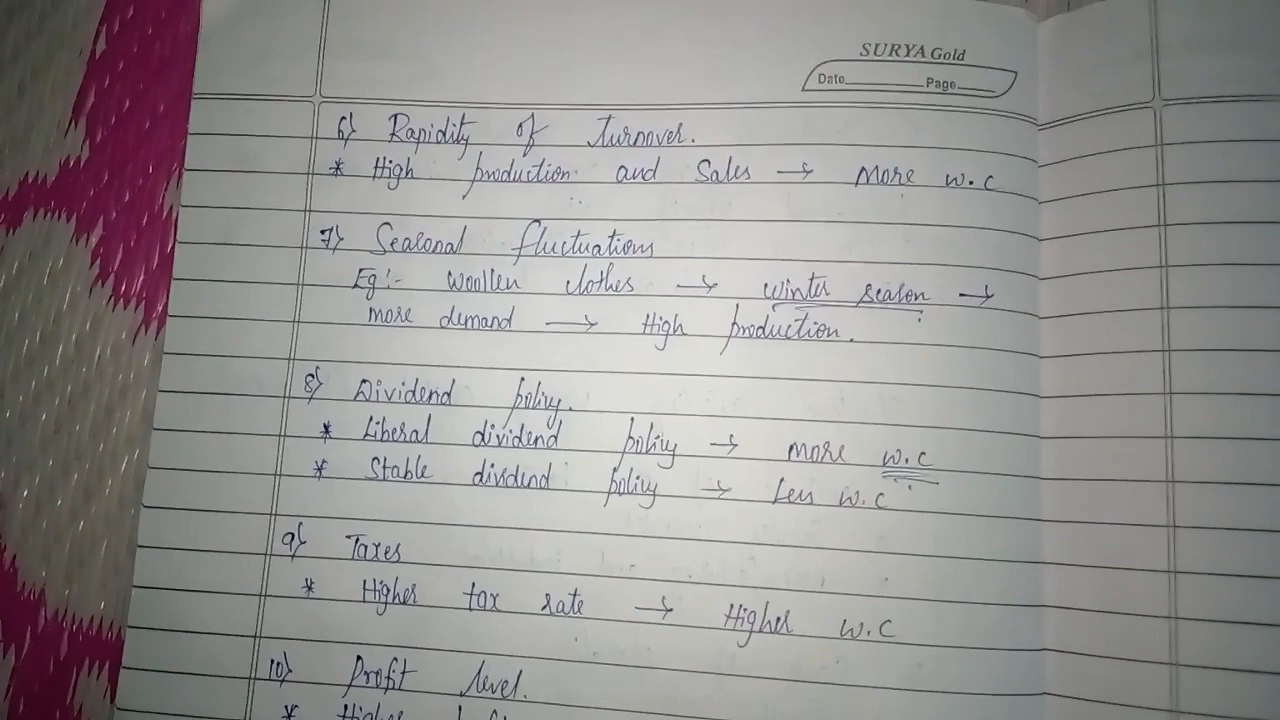 SURYA Gold
Date Page
6) Rapidity of turnover.
* High production and Sales → More W.C
7) Seasonal fluctuations
Eg:- woollen clothes → winter season →
more demand → High production.
8) Dividend policy.
* Liberal dividend policy → more W.C
* Stable dividend policy → Less W.C
9) Taxes
* Higher tax rate → Higher W.C
10) Profit level.
* Higher